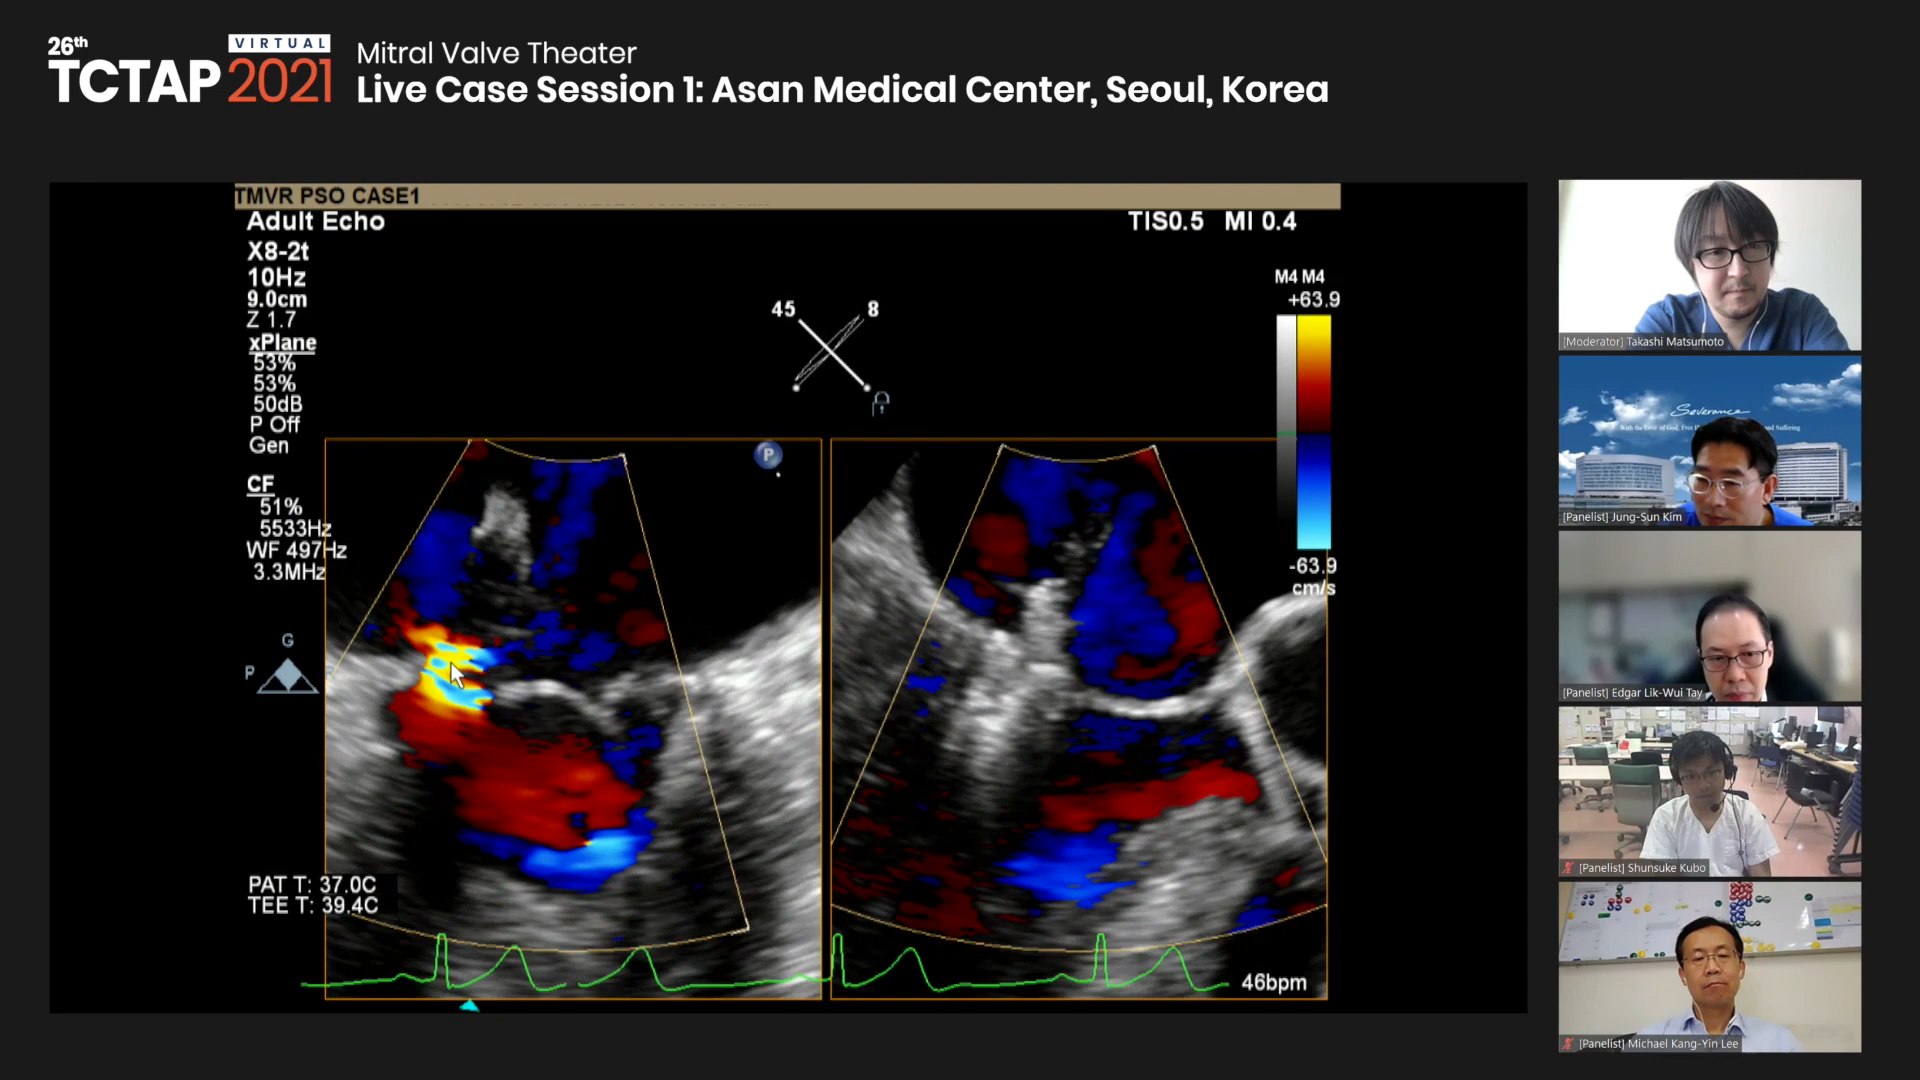 26th
VIRTUAL
TCTAP 2021
Mitral Valve Theater
Live Case Session 1: Asan Medical Center, Seoul, Korea
TMVR PSO CASE1
Adult Echo
TIS0.5 MI 0.4
X8-2t
10Hz
9.0cm
Z 1.7
xPlane
53%
53%
50dB
P Off
Gen
CF
51%
5533Hz
WF 497Hz
3.3MHz
45 8
M4 M4
+63.9
-63.9
cm/s
P
G
P
R
PAT T: 37.0C
TEE T: 39.4C
46bpm
[Moderator] Takashi Matsumoto
Severance
[Panelist] Jung-Sun Kim
[Panelist] Edgar Lik-Wui Tay
[Panelist] Shunsuke Kubo
[Panelist] Michael Kang-Yin Lee